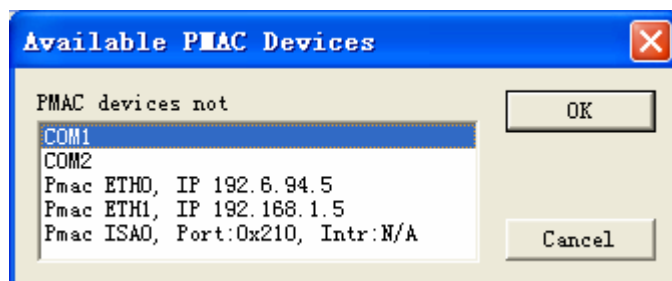 Available PMAC Devices
PMAC devices not
OK
COM1
COM2
Pmac ETH0, IP 192.6.94.5
Pmac ETH1, IP 192.168.1.5
Pmac ISA0, Port:0x210, Intr:N/A
Cancel